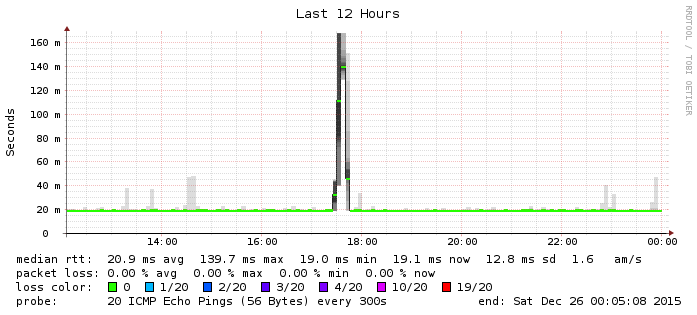 Last 12 Hours
RRDTOOL / TOBI OETIKER
Seconds
160 m
140 m
120 m
100 m
80 m
60 m
40 m
20 m
0
14:00 16:00 18:00 20:00 22:00 00:00
median rtt: 20.9 ms avg 139.7 ms max 19.0 ms min 19.1 ms now 12.8 ms sd 1.6 am/s
packet loss: 0.00 % avg 0.00 % max 0.00 % min 0.00 % now
loss color: 0 1/20 2/20 3/20 4/20 10/20 19/20
probe: 20 ICMP Echo Pings (56 Bytes) every 300s end: Sat Dec 26 00:05:08 2015